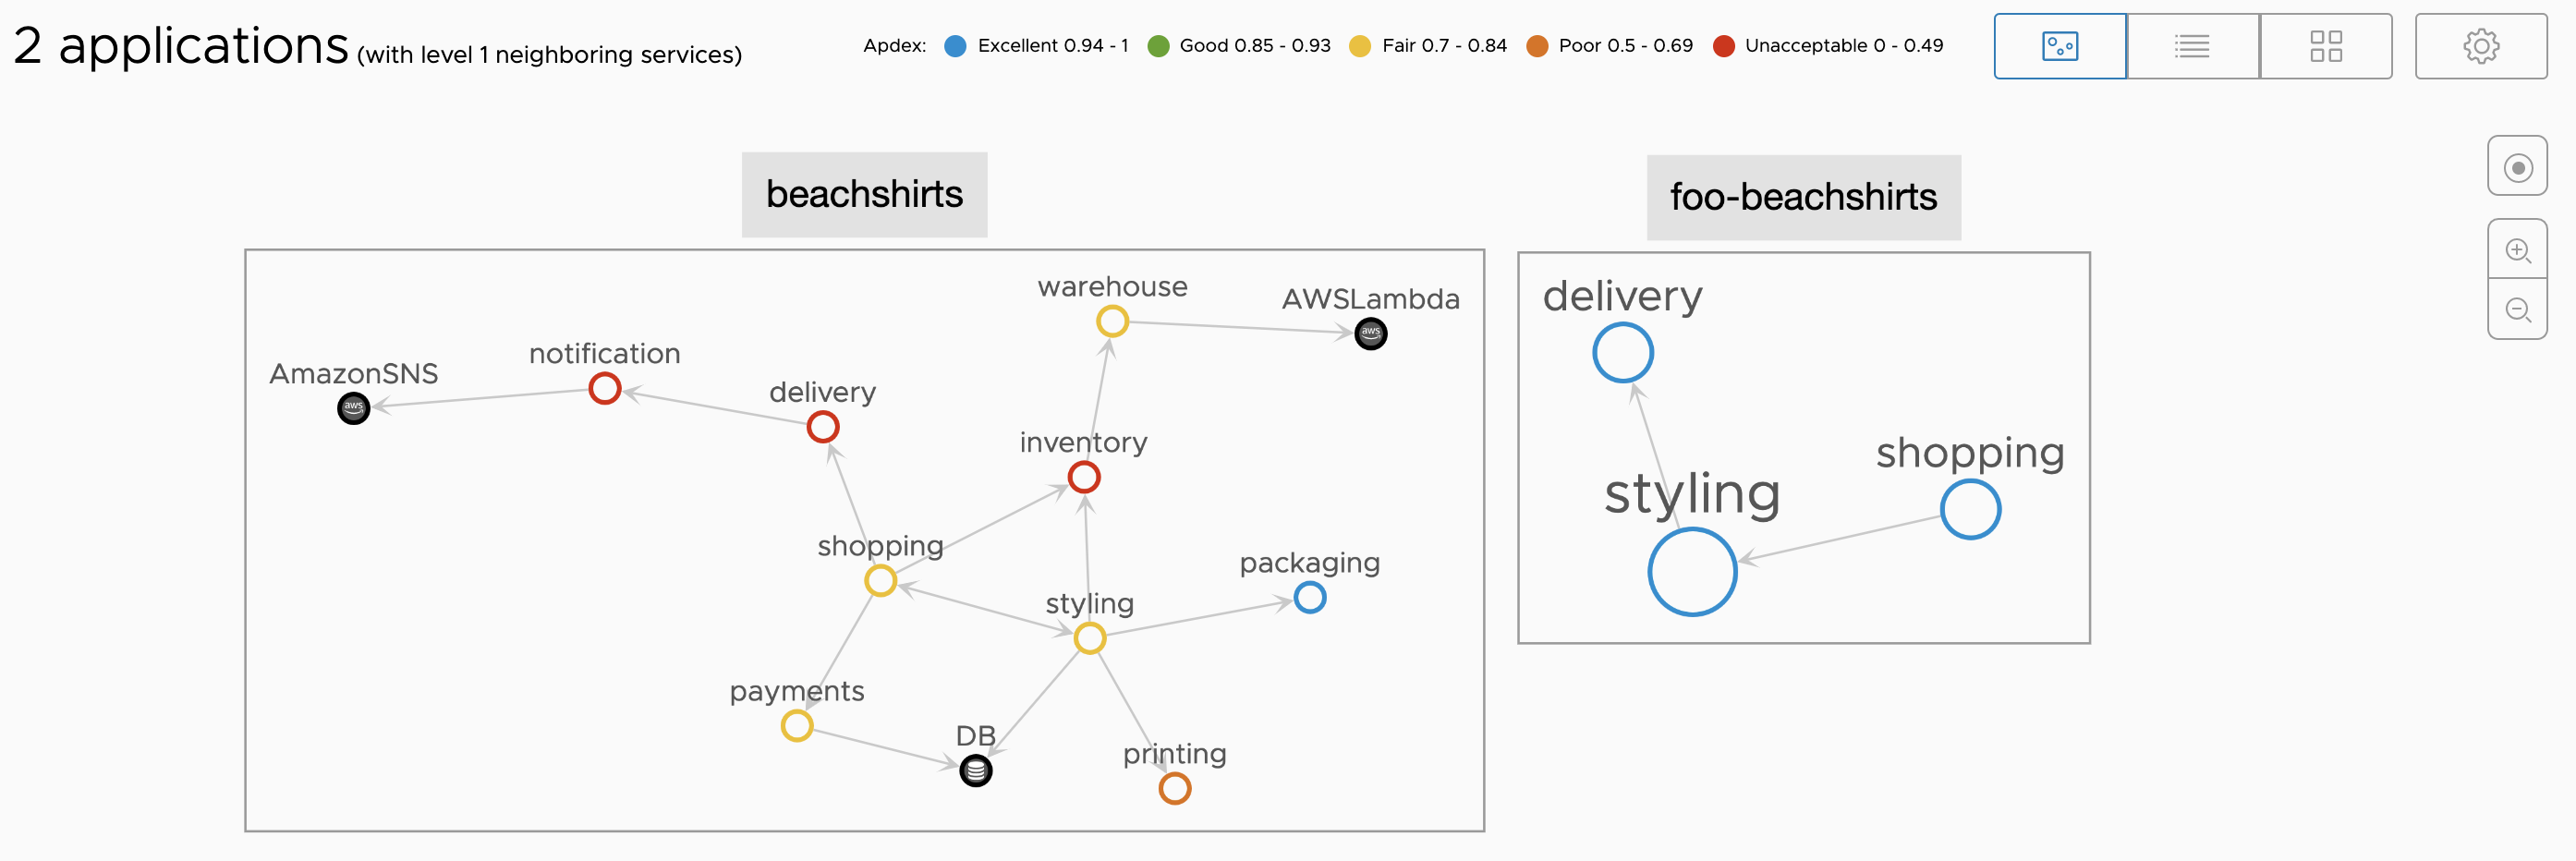 2 applications (with level 1 neighboring services)
Apdex: Excellent 0.94 - 1 Good 0.85 - 0.93 Fair 0.7 - 0.84 Poor 0.5 - 0.69 Unacceptable 0 - 0.49
beachshirts
warehouse
AWSLambda
aws
notification
AmazonSNS
aws
delivery
inventory
shopping
packaging
styling
payments
DB
printing
foo-beachshirts
delivery
shopping
styling